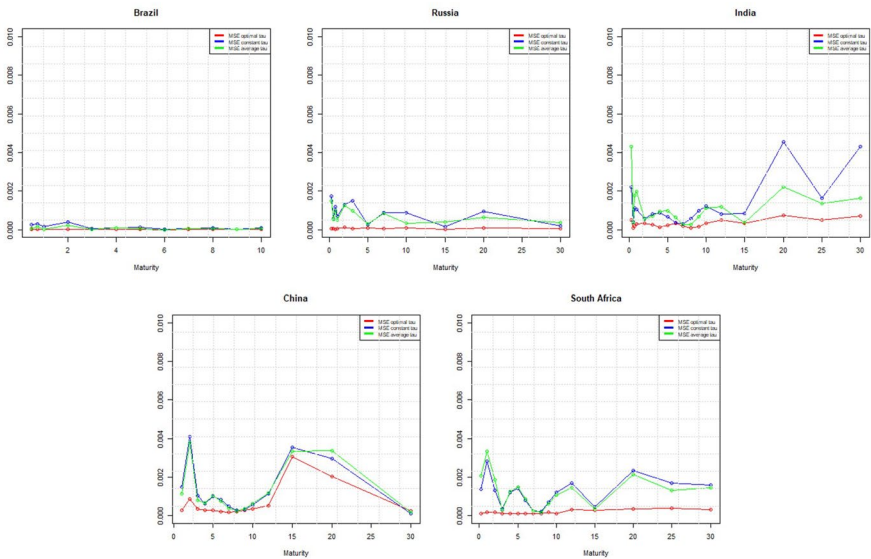 Brazil
0.010
0.008
0.006
0.004
0.002
0.000
MSE optimal tau
MSE constant tau
MSE average tau
2 4 6 8 10
Maturity
Russia
0.010
0.008
0.006
0.004
0.002
0.000
MSE optimal tau
MSE constant tau
MSE average tau
0 5 10 15 20 25 30
Maturity
India
0.010
0.008
0.006
0.004
0.002
0.000
MSE optimal tau
MSE constant tau
MSE average tau
0 5 10 15 20 25 30
Maturity
China
0.010
0.008
0.006
0.004
0.002
0.000
MSE optimal tau
MSE constant tau
MSE average tau
0 5 10 15 20 25 30
Maturity
South Africa
0.010
0.008
0.006
0.004
0.002
0.000
MSE optimal tau
MSE constant tau
MSE average tau
0 5 10 15 20 25 30
Maturity